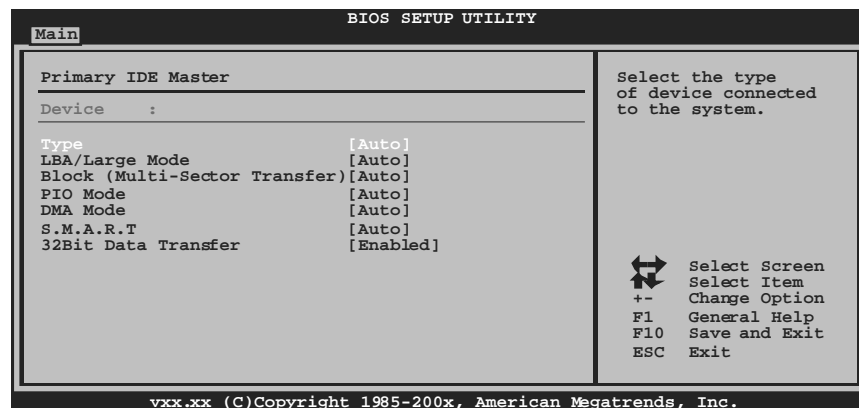 BIOS SETUP UTILITY
Main
Primary IDE Master
Device :
Type [Auto]
LBA/Large Mode [Auto]
Block (Multi-Sector Transfer)[Auto]
PIO Mode [Auto]
DMA Mode [Auto]
S.M.A.R.T [Auto]
32Bit Data Transfer [Enabled]
Select the type
of device connected
to the system.
Select Screen
Select Item
+- Change Option
F1 General Help
F10 Save and Exit
ESC Exit
vxx.xx (C)Copyright 1985-200x, American Megatrends, Inc.